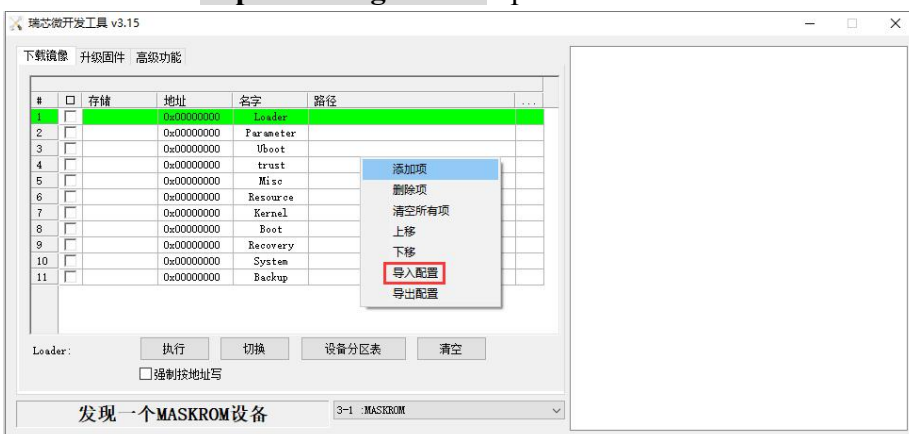 瑞芯微开发工具 v3.15
下载镜像 升级固件 高级功能
# 存储 地址 名字 路径 ...
1 0x00000000 Loader
2 0x00000000 Parameter
3 0x00000000 Uboot
4 0x00000000 trust
5 0x00000000 Misc
6 0x00000000 Resource
7 0x00000000 Kernel
8 0x00000000 Boot
9 0x00000000 Recovery
10 0x00000000 System
11 0x00000000 Backup
添加项
删除项
清空所有项
上移
下移
导入配置
导出配置
Loader: 执行 切换 设备分区表 清空
强制按地址写
发现一个MASKROM设备 3-1 :MASKROM